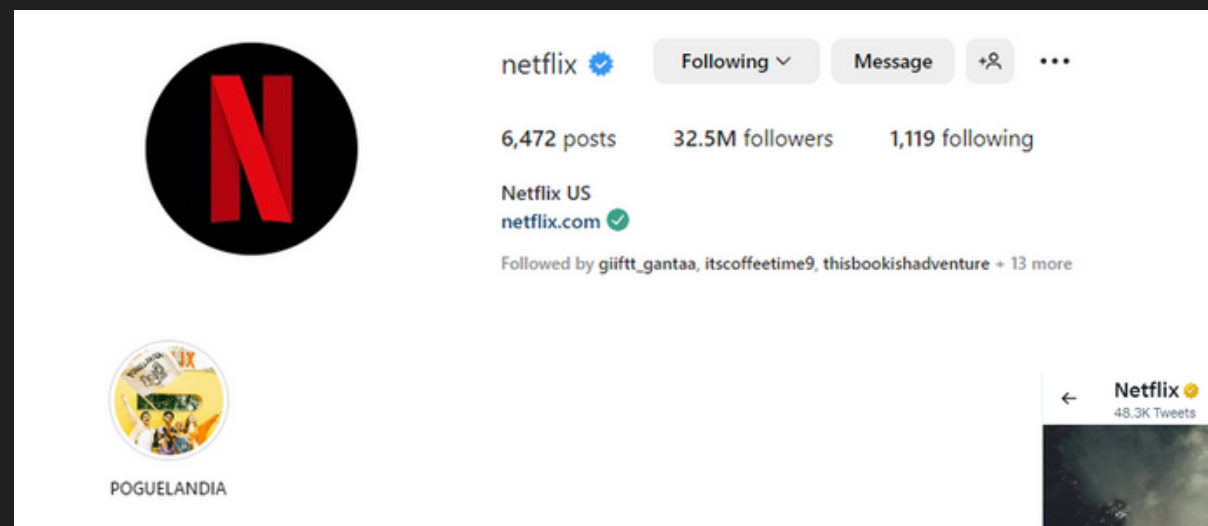 N
netflix
Following
Message
6,472 posts 32.5M followers 1,119 following
Netflix US
netflix.com
Followed by giiftt_gantaa, itscoffeetime9, thisbookishadventure + 13 more
POGUELANDIA
Netflix
48.3K Tweets